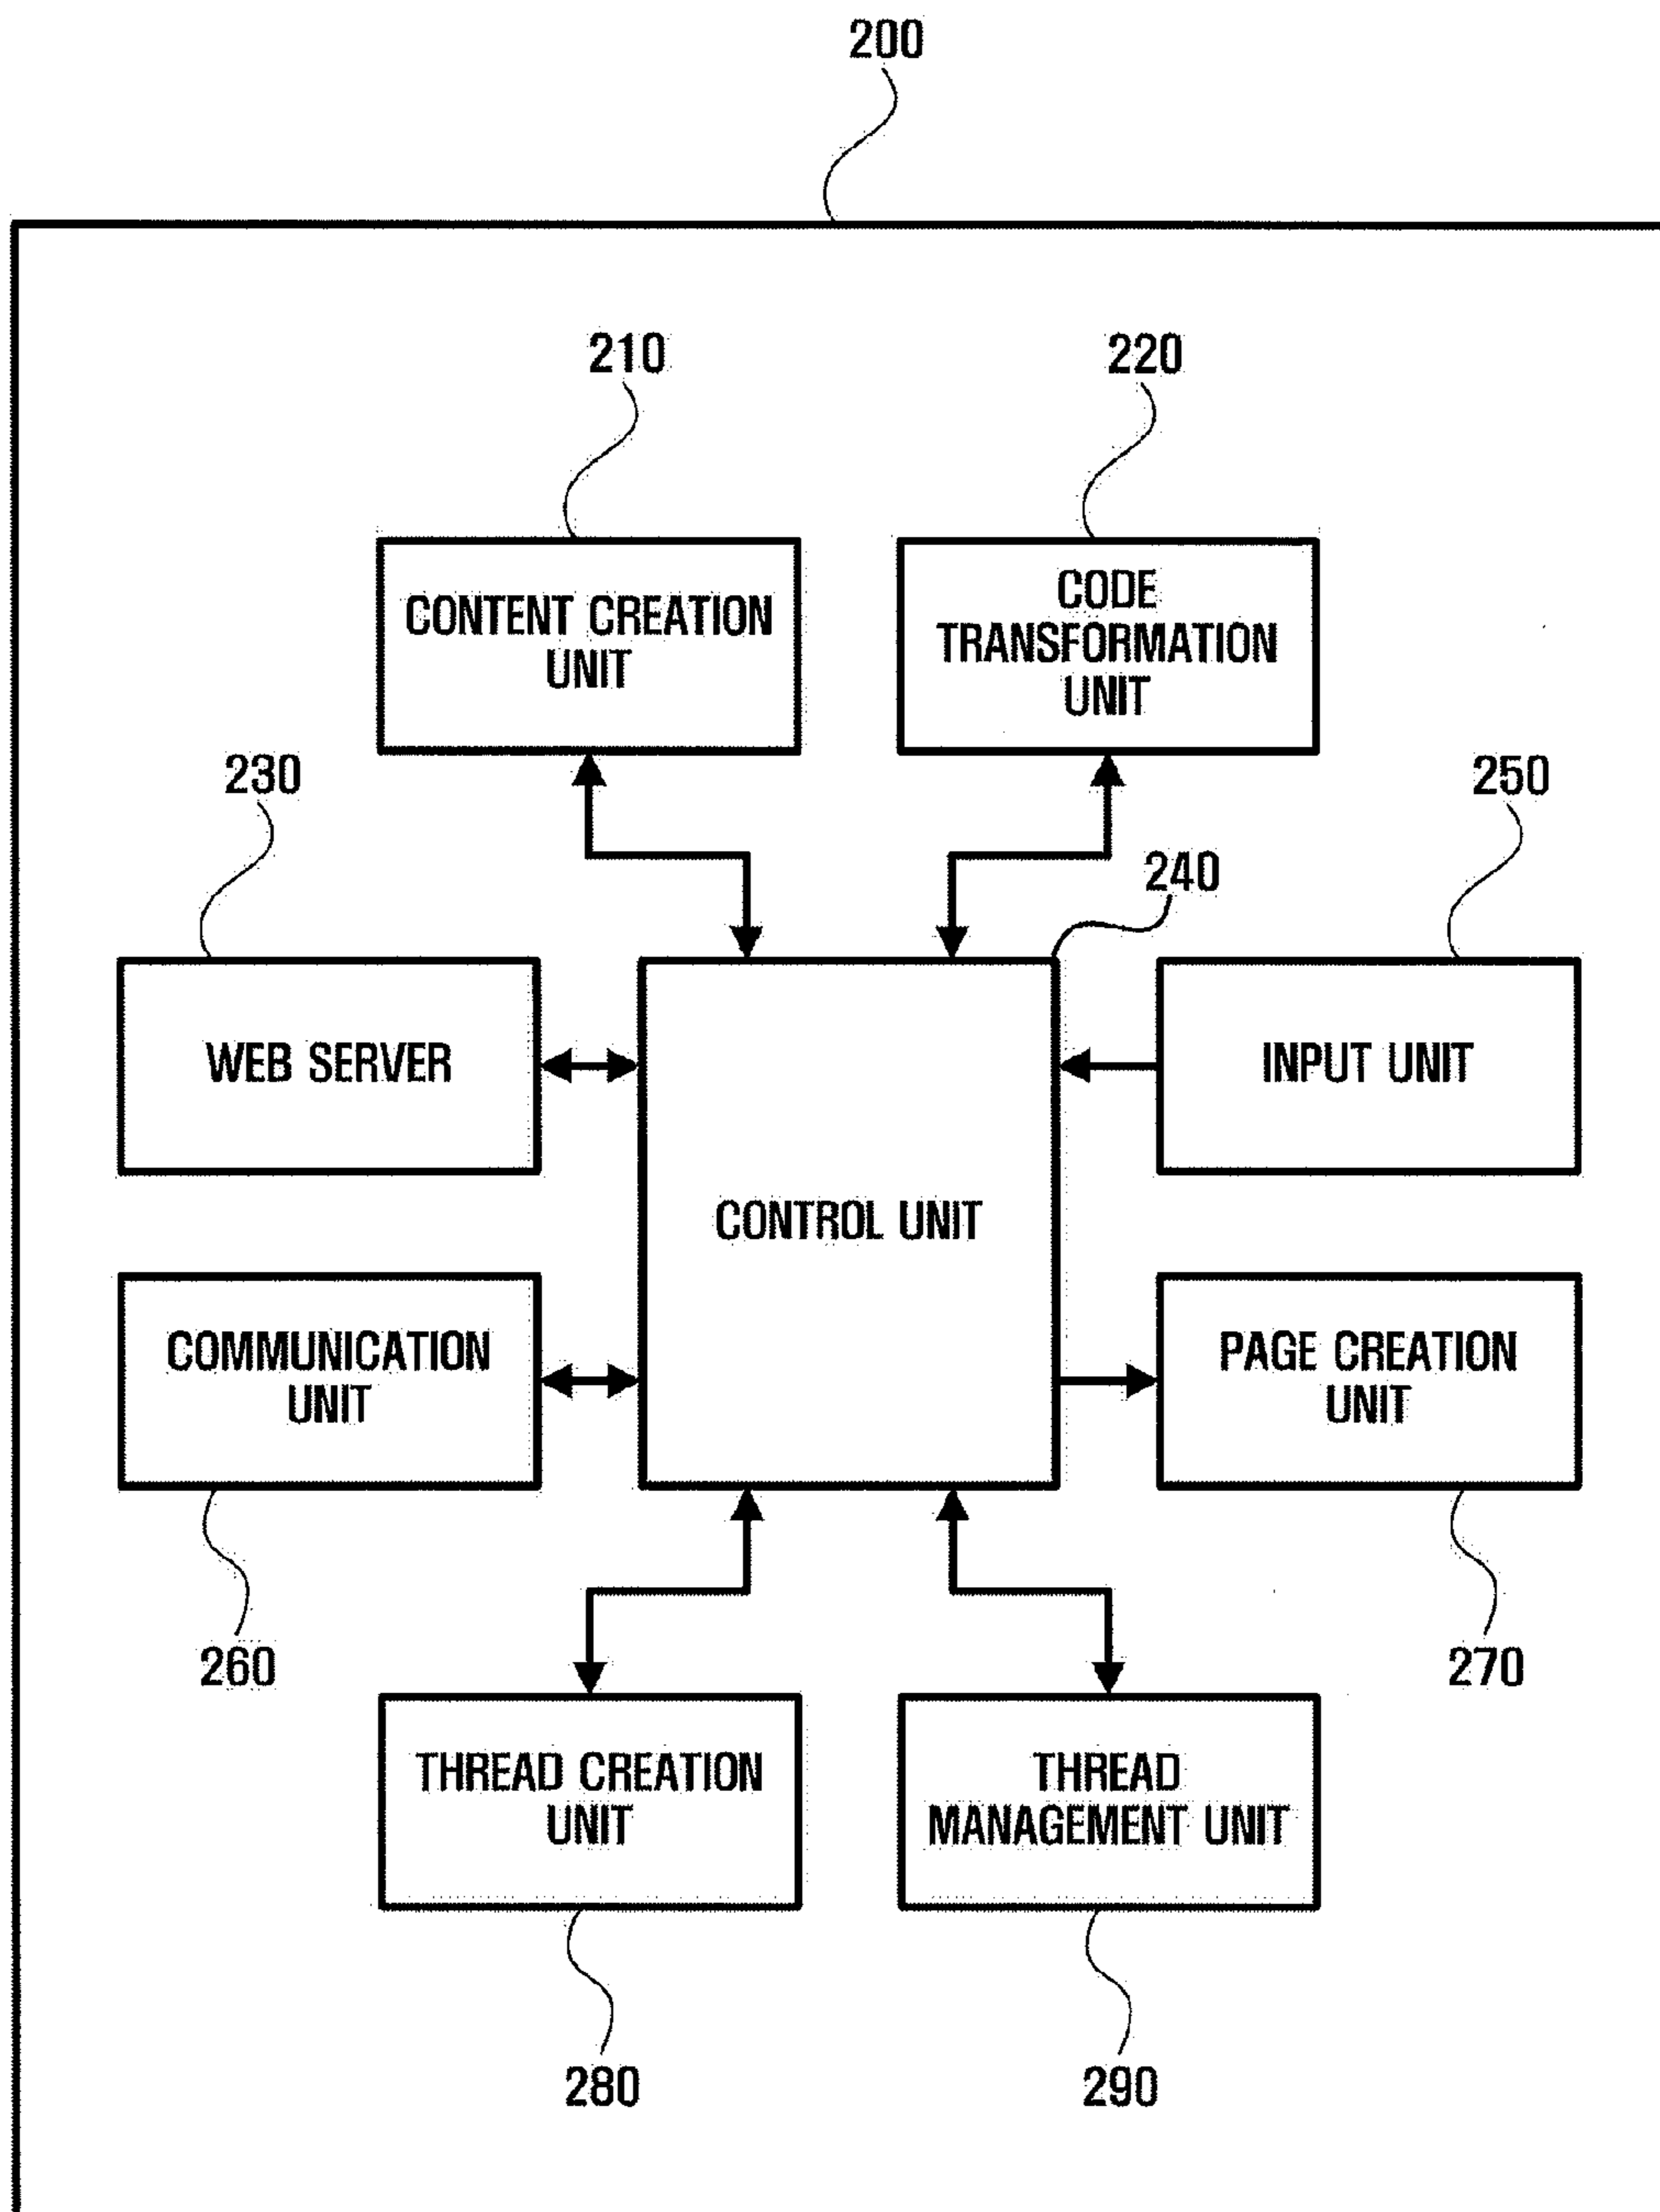 200
210
220
CONTENT CREATION
UNIT
CODE
TRANSFORMATION
UNIT
230
250
240
WEB SERVER
CONTROL UNIT
INPUT UNIT
COMMUNICATION
UNIT
PAGE CREATION
UNIT
260
270
THREAD CREATION
UNIT
THREAD
MANAGEMENT UNIT
280
290